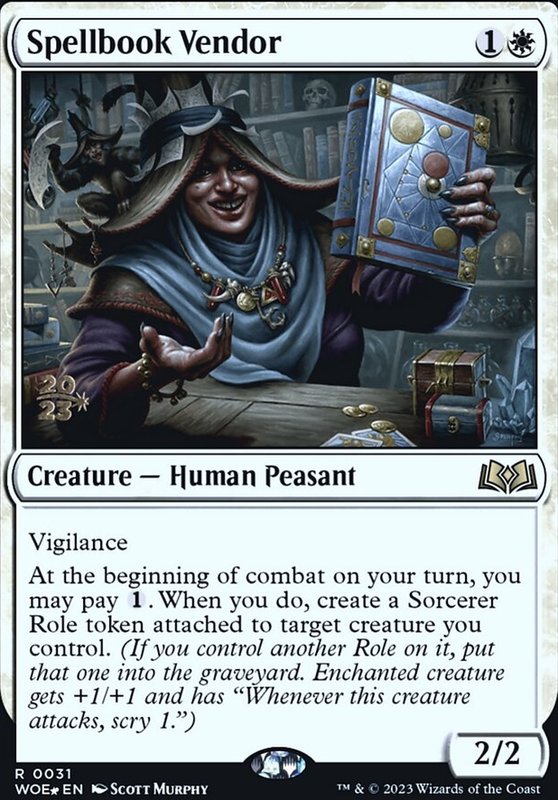 Spellbook Vendor 1
20
23
Creature — Human Peasant
Vigilance
At the beginning of combat on your turn, you
may pay 1. When you do, create a Sorcerer
Role token attached to target creature you
control. (If you control another Role on it, put
that one into the graveyard. Enchanted creature
gets +1/+1 and has “Whenever this creature
attacks, scry 1.”)
2/2
R 0031
WOE★EN Scott Murphy
™ & © 2023 Wizards of the Coast